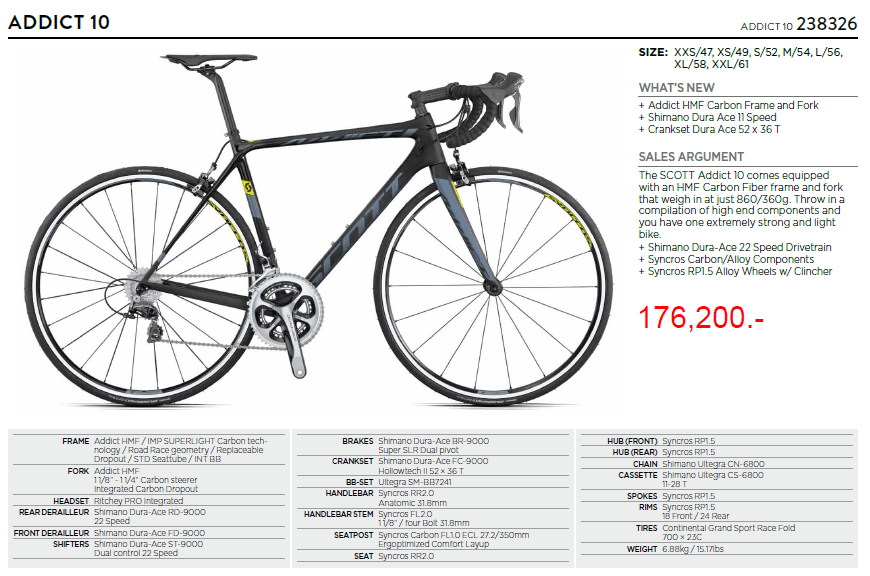 ADDICT 10
ADDICT 10 238326
SIZE: XXS/47, XS/49, S/52, M/54, L/56,
XL/58, XXL/61
WHAT'S NEW
+ Addict HMF Carbon Frame and Fork
+ Shimano Dura Ace 11 Speed
+ Crankset Dura Ace 52 x 36 T
SALES ARGUMENT
The SCOTT Addict 10 comes equipped
with an HMF Carbon Fiber frame and fork
that weigh in at just 860/360g. Throw in a
compilation of high end components and
you have one extremely strong and light
bike.
+ Shimano Dura-Ace 22 Speed Drivetrain
+ Syncros Carbon/Alloy Components
+ Syncros RP1.5 Alloy Wheels w/ Clincher
176,200.-
ADDICT
SCOTT
FRAME Addict HMF / IMP SUPERLIGHT Carbon tech-
nology / Road Race geometry / Replaceable
Dropout / STD Seattube / INT BB
FORK Addict HMF
1 1/8" - 1 1/4" Carbon steerer
Integrated Carbon Dropout
HEADSET Ritchey PRO Integrated
REAR DERAILLEUR Shimano Dura-Ace RD-9000
22 Speed
FRONT DERAILLEUR Shimano Dura-Ace FD-9000
SHIFTERS Shimano Dura-Ace ST-9000
Dual control 22 Speed
BRAKES Shimano Dura-Ace BR-9000
Super SLR Dual pivot
CRANKSET Shimano Dura-Ace FC-9000
Hollowtech II 52 × 36 T
BB-SET Ultegra SM-BB7241
HANDLEBAR Syncros RR2.0
Anatomic 31.8mm
HANDLEBAR STEM Syncros FL2.0
1 1/8" / four Bolt 31.8mm
SEATPOST Syncros Carbon FL1.0 ECL 27.2/350mm
Ergoptimized Comfort Layup
SEAT Syncros RR2.0
HUB (FRONT) Syncros RP1.5
HUB (REAR) Syncros RP1.5
CHAIN Shimano Ultegra CN-6800
CASSETTE Shimano Ultegra CS-6800
11-28 T
SPOKES Syncros RP1.5
RIMS Syncros RP1.5
18 Front / 24 Rear
TIRES Continental Grand Sport Race Fold
700 × 23C
WEIGHT 6.88kg / 15.17lbs